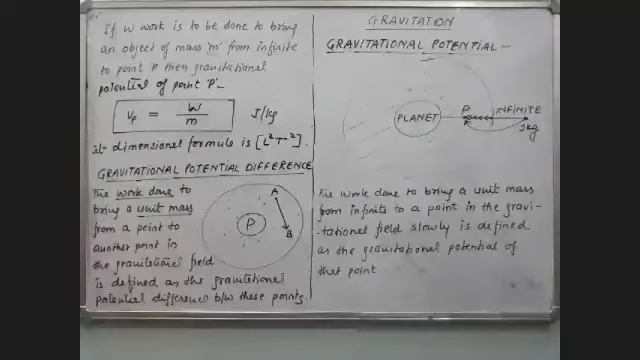 GRAVITATION
GRAVITATIONAL POTENTIAL-
PLANET
P
INFINITE
1kg
The work done to bring a unit mass
from infinite to a point in the gravi-
tational field slowly is defined
as the gravitational potential of
that point.
If W work is to be done to bring
an object of mass 'm' from infinite
to point 'P' then gravitational
potential of point 'P'-
Vp = W/m J/kg
It dimensional formula is [L²T⁻²].
GRAVITATIONAL POTENTIAL DIFFERENCE
The work done to
bring a unit mass
from a point to
another point in
the gravitational field
is defined as the gravitational
potential difference b/w these points.
A
P
B